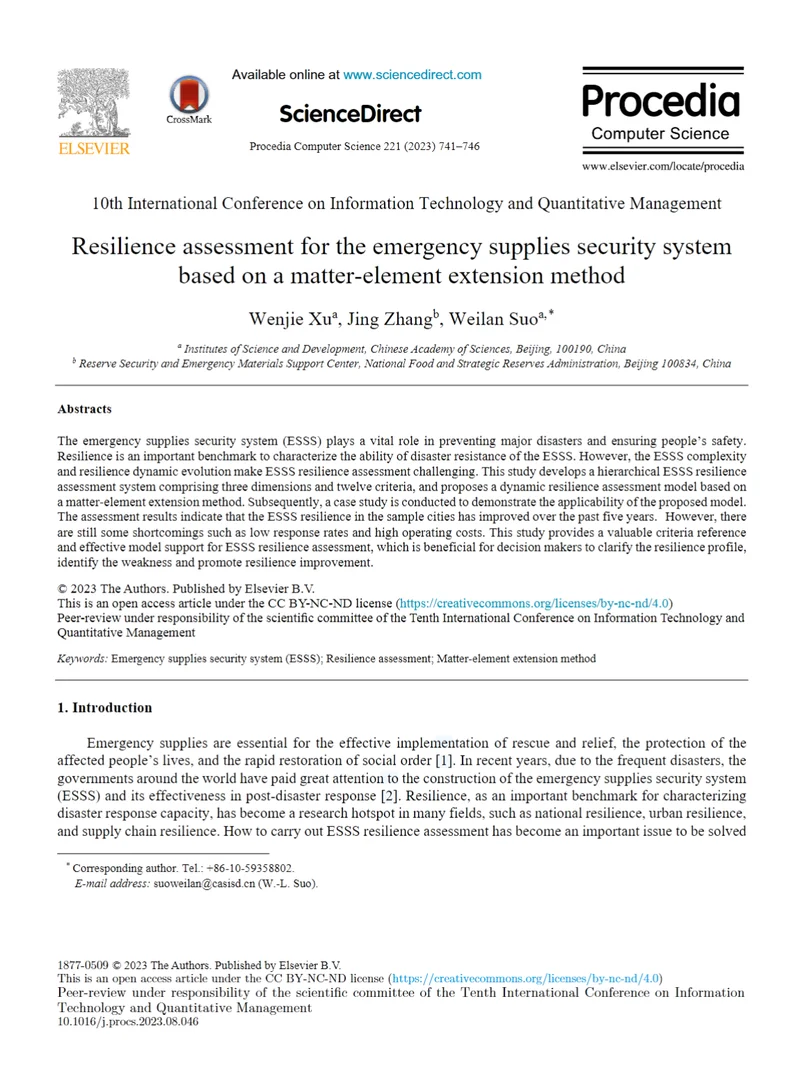 Available online at www.sciencedirect.com
CrossMark
ScienceDirect
ELSEVIER
Procedia Computer Science 221 (2023) 741–746
Procedia
Computer Science
www.elsevier.com/locate/procedia
10th International Conference on Information Technology and Quantitative Management
Resilience assessment for the emergency supplies security system
based on a matter-element extension method
Wenjie Xuᵃ, Jing Zhangᵇ, Weilan Suoᵃ,*
ᵃ Institutes of Science and Development, Chinese Academy of Sciences, Beijing, 100190, China
ᵇ Reserve Security and Emergency Materials Support Center, National Food and Strategic Reserves Administration, Beijing 100834, China
Abstracts
The emergency supplies security system (ESSS) plays a vital role in preventing major disasters and ensuring people's safety.
Resilience is an important benchmark to characterize the ability of disaster resistance of the ESSS. However, the ESSS complexity
and resilience dynamic evolution make ESSS resilience assessment challenging. This study develops a hierarchical ESSS resilience
assessment system comprising three dimensions and twelve criteria, and proposes a dynamic resilience assessment model based on
a matter-element extension method. Subsequently, a case study is conducted to demonstrate the applicability of the proposed model.
The assessment results indicate that the ESSS resilience in the sample cities has improved over the past five years. However, there
are still some shortcomings such as low response rates and high operating costs. This study provides a valuable criteria reference
and effective model support for ESSS resilience assessment, which is beneficial for decision makers to clarify the resilience profile,
identify the weakness and promote resilience improvement.
© 2023 The Authors. Published by Elsevier B.V.
This is an open access article under the CC BY-NC-ND license (https://creativecommons.org/licenses/by-nc-nd/4.0)
Peer-review under responsibility of the scientific committee of the Tenth International Conference on Information Technology and
Quantitative Management
Keywords: Emergency supplies security system (ESSS); Resilience assessment; Matter-element extension method
1. Introduction
Emergency supplies are essential for the effective implementation of rescue and relief, the protection of the
affected people's lives, and the rapid restoration of social order [1]. In recent years, due to the frequent disasters, the
governments around the world have paid great attention to the construction of the emergency supplies security system
(ESSS) and its effectiveness in post-disaster response [2]. Resilience, as an important benchmark for characterizing
disaster response capacity, has become a research hotspot in many fields, such as national resilience, urban resilience,
and supply chain resilience. How to carry out ESSS resilience assessment has become an important issue to be solved
* Corresponding author. Tel.: +86-10-59358802.
E-mail address: suoweilan@casisd.cn (W.-L. Suo).
1877-0509 © 2023 The Authors. Published by Elsevier B.V.
This is an open access article under the CC BY-NC-ND license (https://creativecommons.org/licenses/by-nc-nd/4.0)
Peer-review under responsibility of the scientific committee of the Tenth International Conference on Information
Technology and Quantitative Management
10.1016/j.procs.2023.08.046